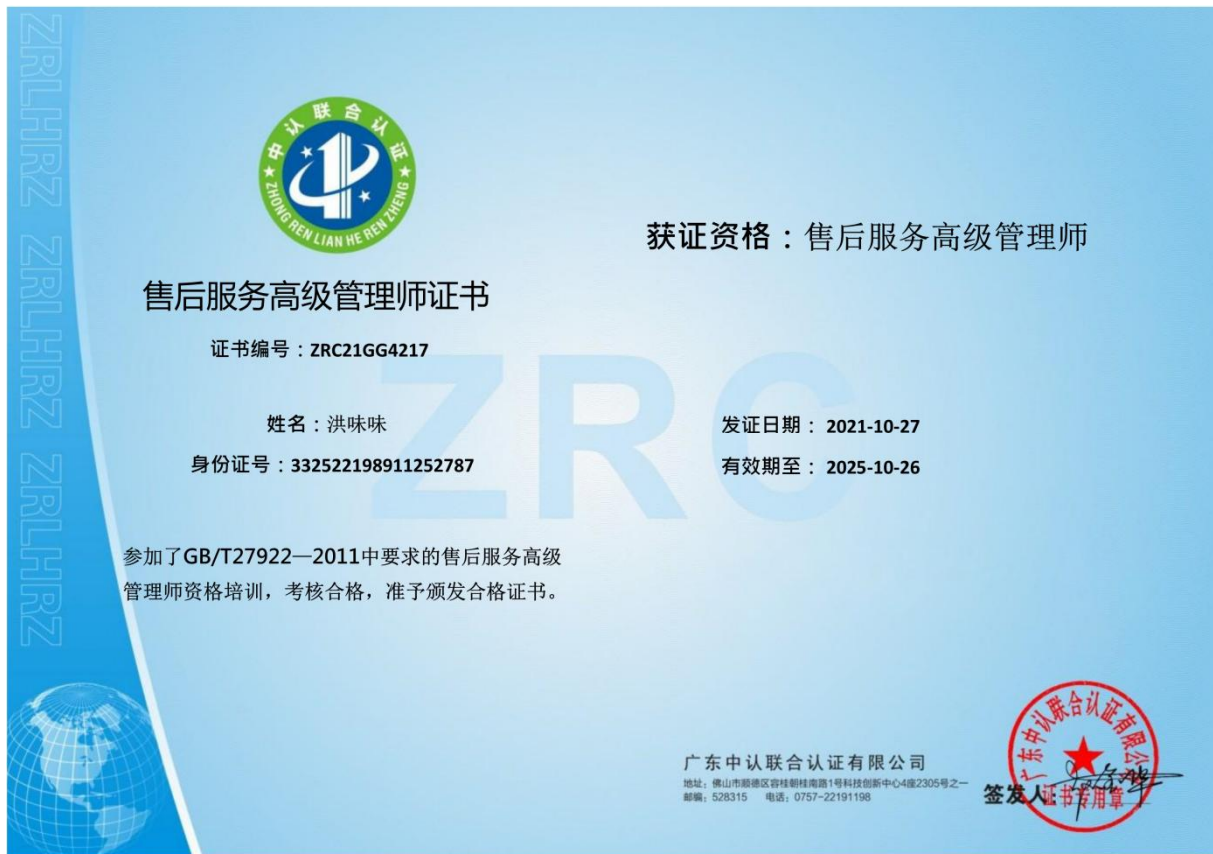 ZRLHRZ ZRLHRZ ZRLHRZ
中认联合认证
ZHONG REN LIAN HE REN ZHENG
售后服务高级管理师证书
证书编号：ZRC21GG4217
获证资格：售后服务高级管理师
ZRC
姓名：洪味味
身份证号：332522198911252787
发证日期： 2021-10-27
有效期至： 2025-10-26
参加了GB/T27922—2011中要求的售后服务高级
管理师资格培训，考核合格，准予颁发合格证书。
广东中认联合认证有限公司
地址：佛山市顺德区容桂朝桂南路1号科技创新中心4座2305号之一
邮编：528315 电话：0757-22191198
签发人：
广东中认联合认证有限公司
证书专用章